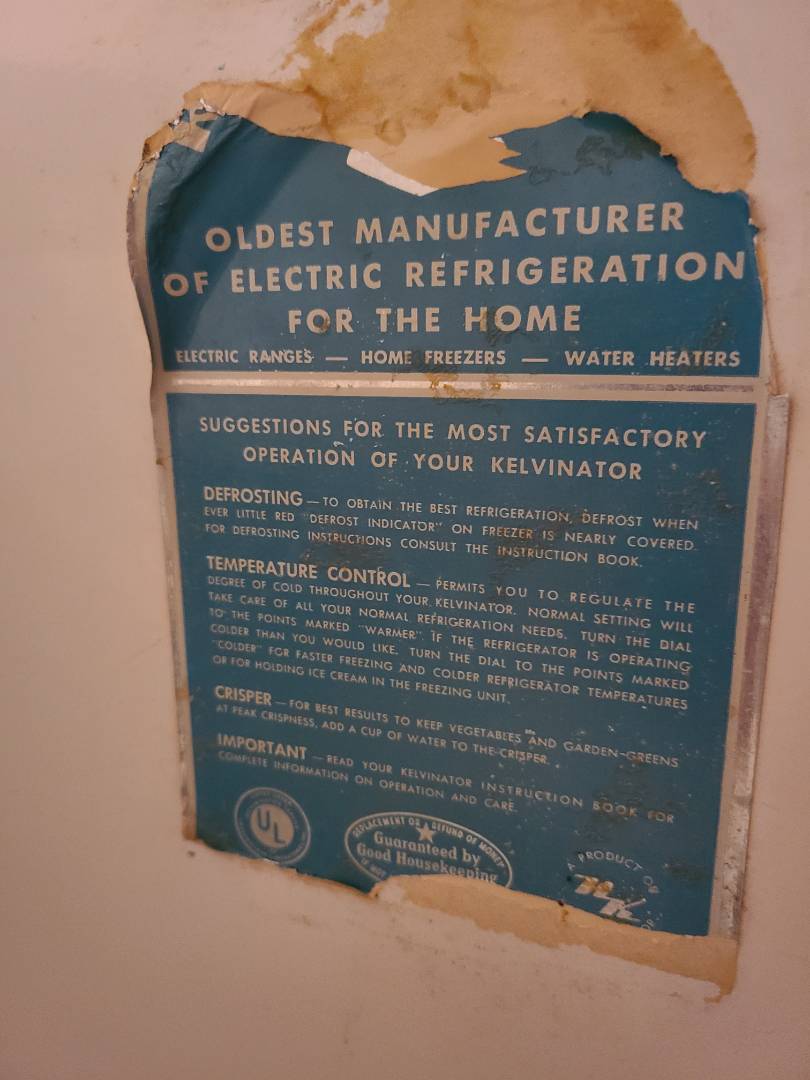 OLDEST MANUFACTURER
OF ELECTRIC REFRIGERATION
FOR THE HOME
ELECTRIC RANGES — HOME FREEZERS — WATER HEATERS
SUGGESTIONS FOR THE MOST SATISFACTORY
OPERATION OF YOUR KELVINATOR
DEFROSTING — TO OBTAIN THE BEST REFRIGERATION, DEFROST WHEN
EVER LITTLE RED "DEFROST INDICATOR" ON FREEZER IS NEARLY COVERED.
FOR DEFROSTING INSTRUCTIONS CONSULT THE INSTRUCTION BOOK.
TEMPERATURE CONTROL — PERMITS YOU TO REGULATE THE
DEGREE OF COLD THROUGHOUT YOUR KELVINATOR. NORMAL SETTING WILL
TAKE CARE OF ALL YOUR NORMAL REFRIGERATION NEEDS. TURN THE DIAL
TO THE POINTS MARKED "WARMER". IF THE REFRIGERATOR IS OPERATING
COLDER THAN YOU WOULD LIKE. TURN THE DIAL TO THE POINTS MARKED
"COLDER" FOR FASTER FREEZING AND COLDER REFRIGERATOR TEMPERATURES
OR FOR HOLDING ICE CREAM IN THE FREEZING UNIT.
CRISPER — FOR BEST RESULTS TO KEEP VEGETABLES AND GARDEN-GREENS
AT PEAK CRISPNESS, ADD A CUP OF WATER TO THE CRISPER.
IMPORTANT — READ YOUR KELVINATOR INSTRUCTION BOOK FOR
COMPLETE INFORMATION ON OPERATION AND CARE.
UL
REPLACEMENT OR REFUND OF MONEY
Guaranteed by
Good Housekeeping
IF NOT
A PRODUCT OF
NK